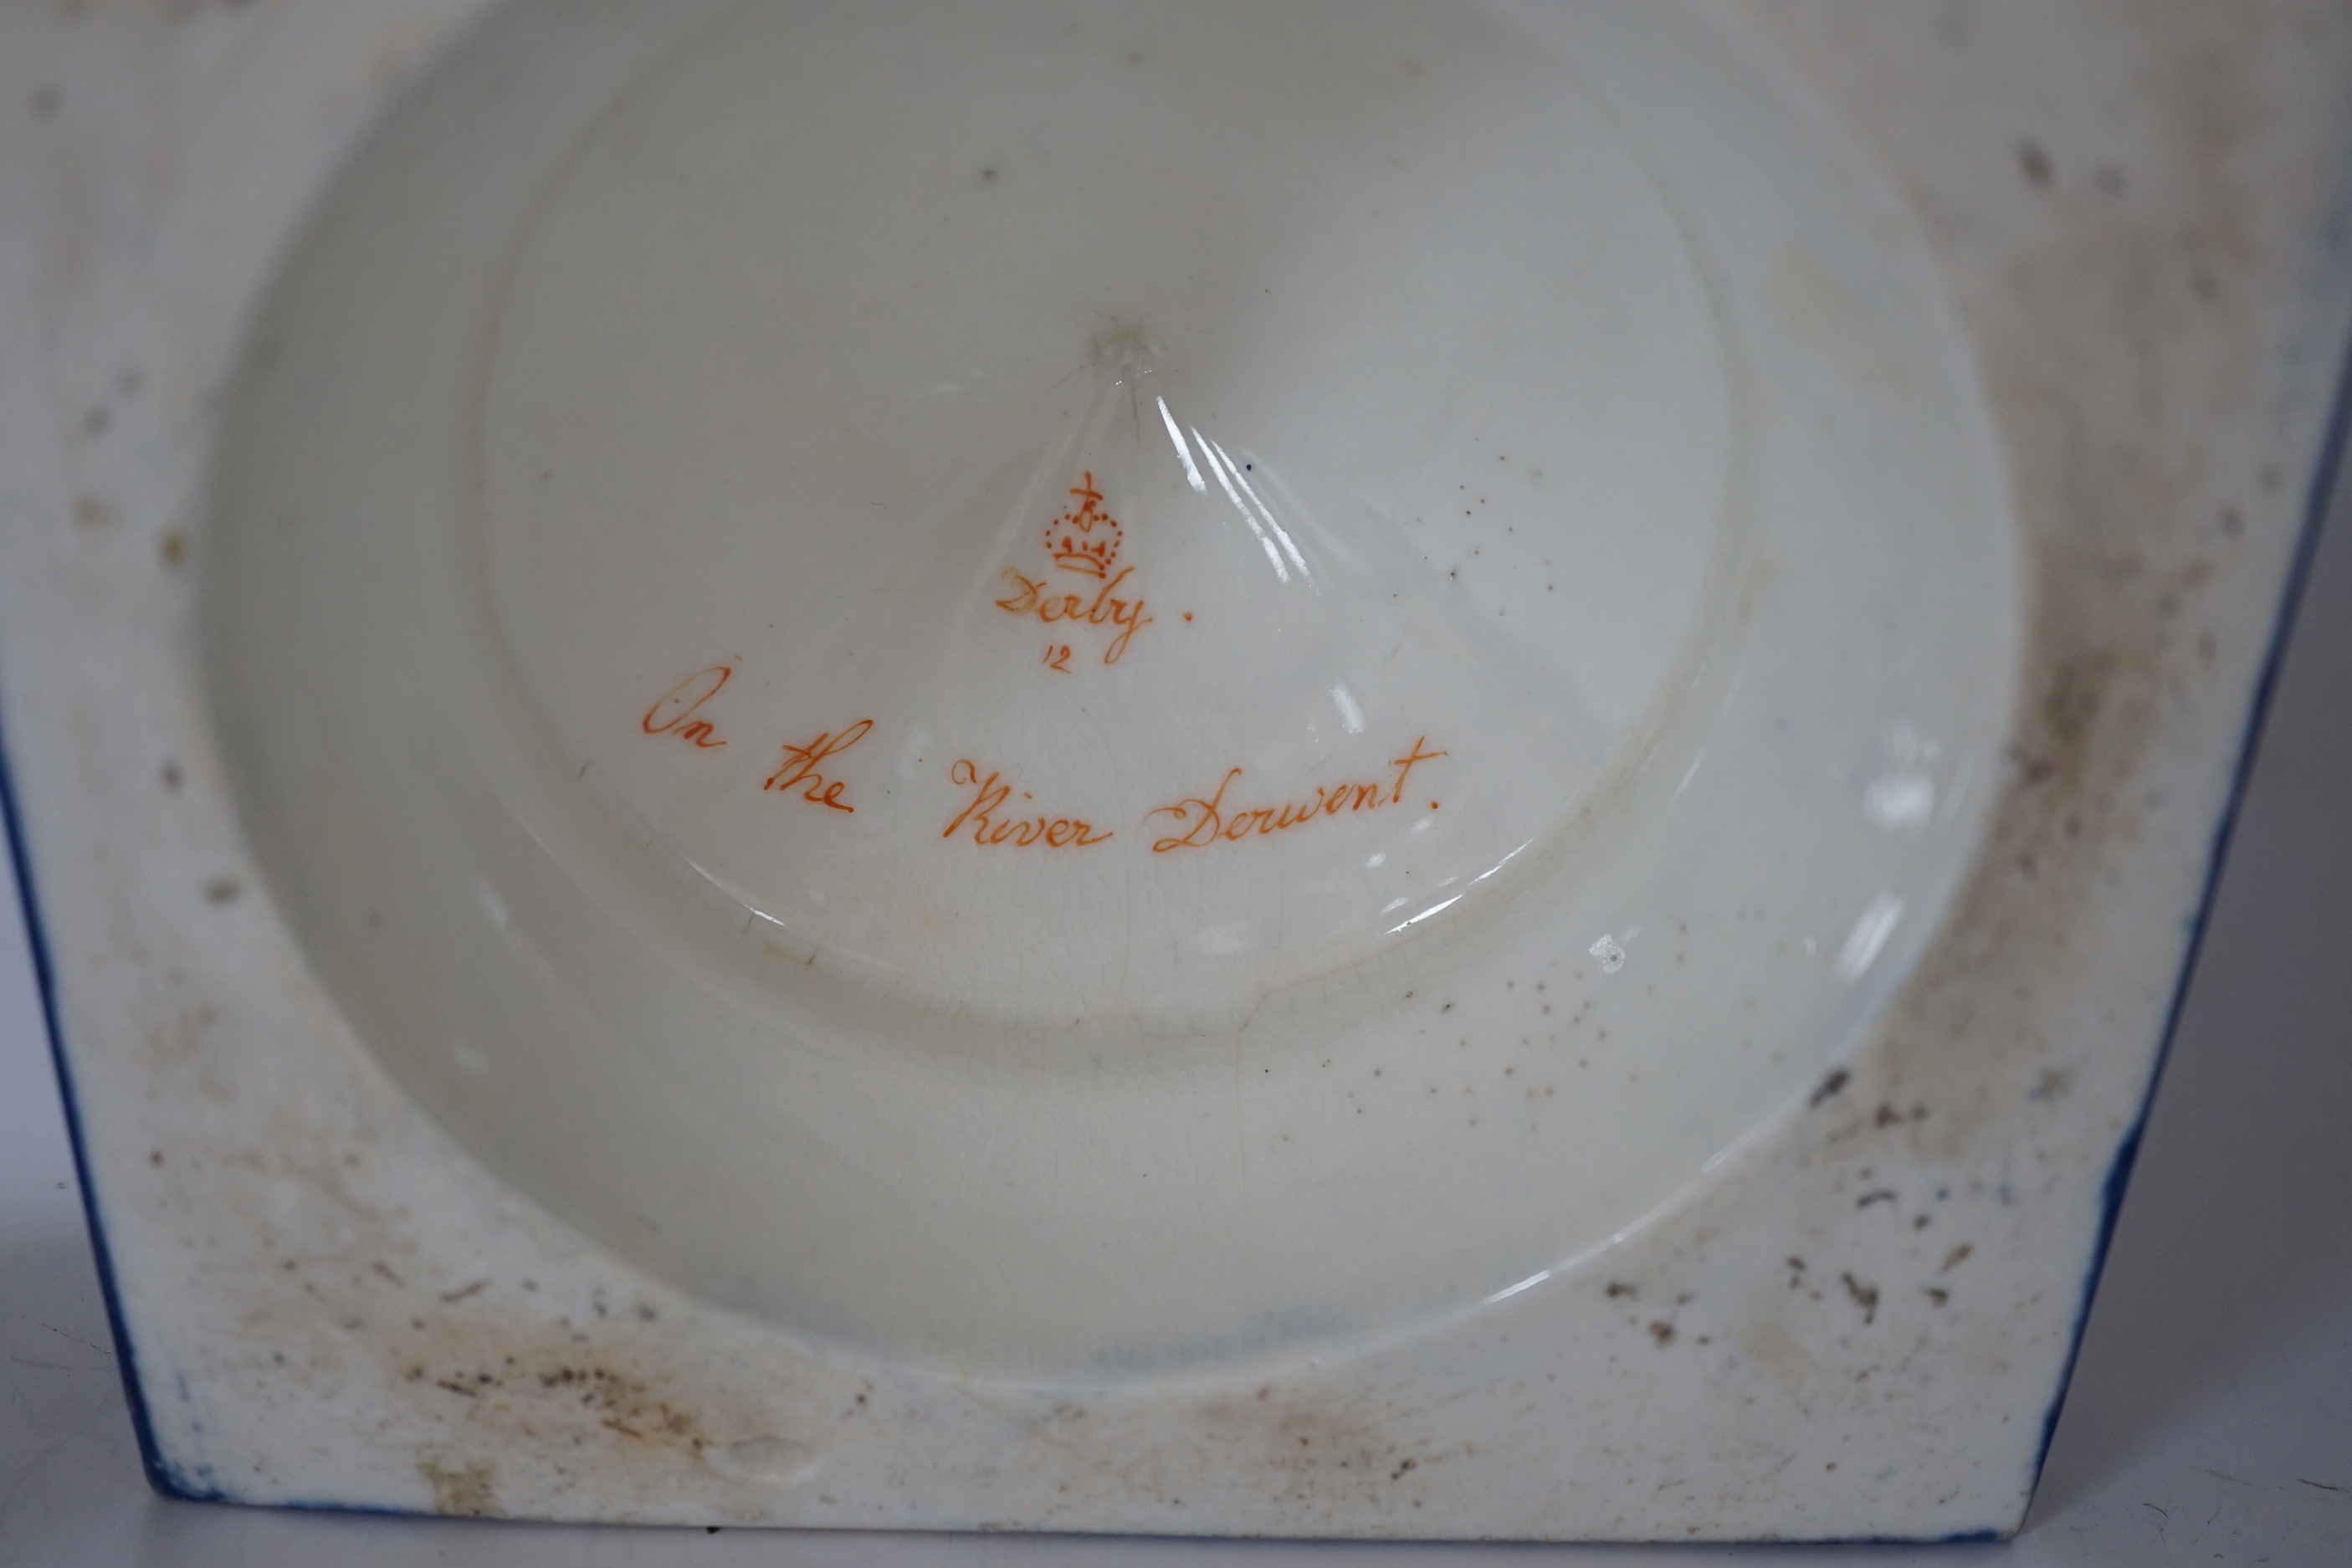 Derby.
12
On the River Derwent.